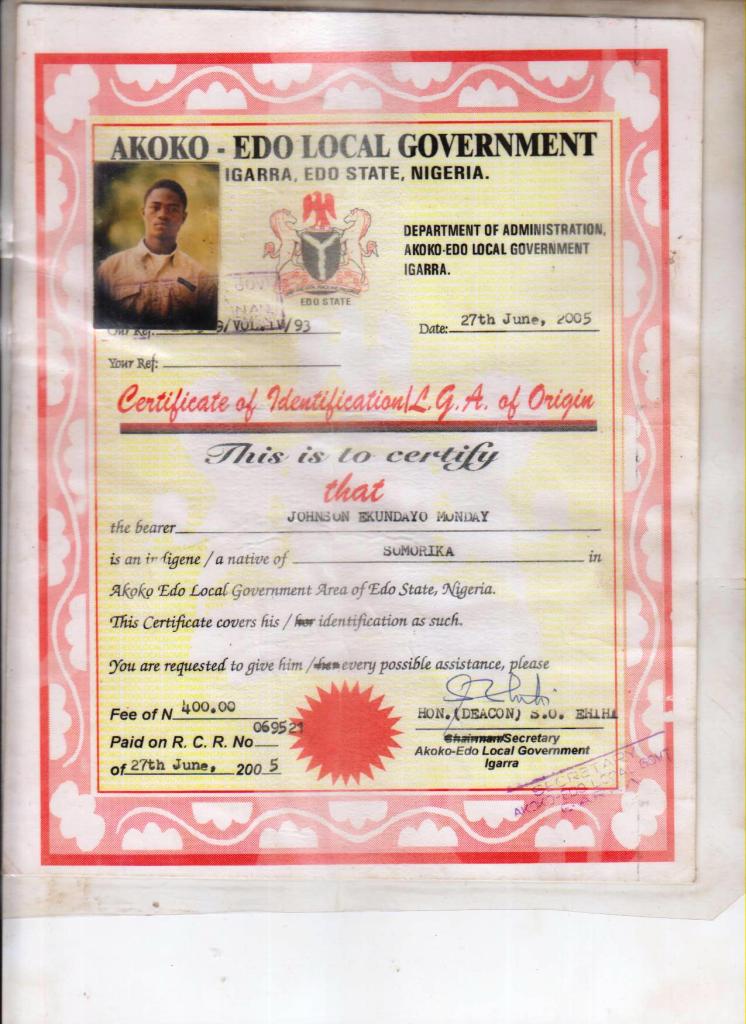 AKOKO - EDO LOCAL GOVERNMENT
IGARRA, EDO STATE, NIGERIA.
DEPARTMENT OF ADMINISTRATION,
AKOKO-EDO LOCAL GOVERNMENT
IGARRA.
EDO STATE
Our Ref: 9/VOL.IV/93
Date: 27th June, 2005
Your Ref:
Certificate of Identification/L.G.A. of Origin
This is to certify
that
the bearer JOHNSON EKUNDAYO MONDAY
is an indigene / a native of SOMORIKA in
Akoko Edo Local Government Area of Edo State, Nigeria.
This Certificate covers his / her identification as such.
You are requested to give him / her every possible assistance, please
Fee of N 400.00
HON. (DEACON) S.O.
Paid on R. C. R. No 069521
Chairman/Secretary
Akoko-Edo Local Government
Igarra
of 27th June, 2005
SECRETARY
AKOKO-EDO LOCAL GOVT